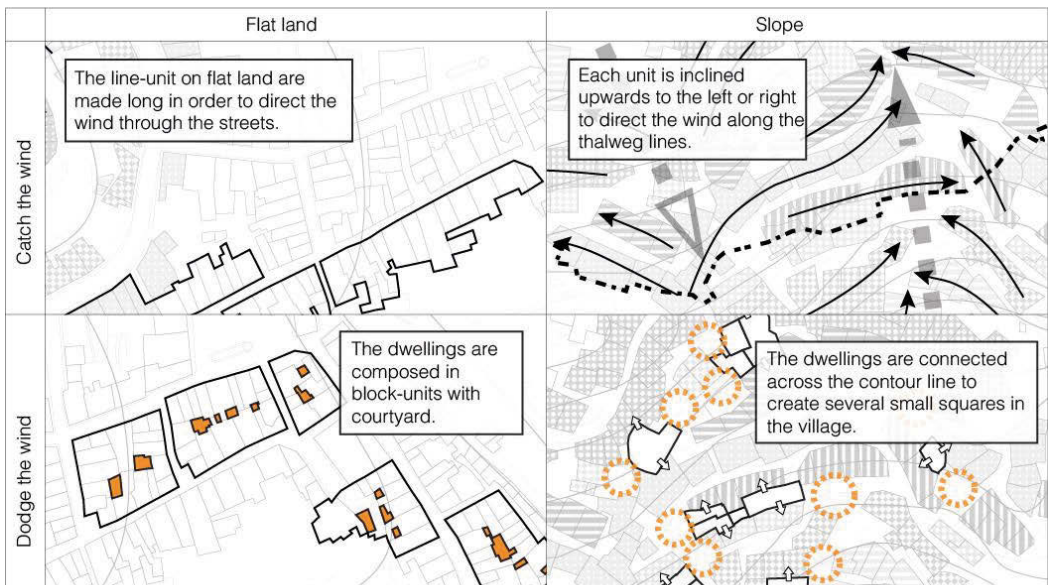 Flat land
Slope
Catch the wind
The line-unit on flat land are
made long in order to direct the
wind through the streets.
Each unit is inclined
upwards to the left or right
to direct the wind along the
thalweg lines.
Dodge the wind
The dwellings are
composed in
block-units with
courtyard.
The dwellings are connected
across the contour line to
create several small squares in
the village.